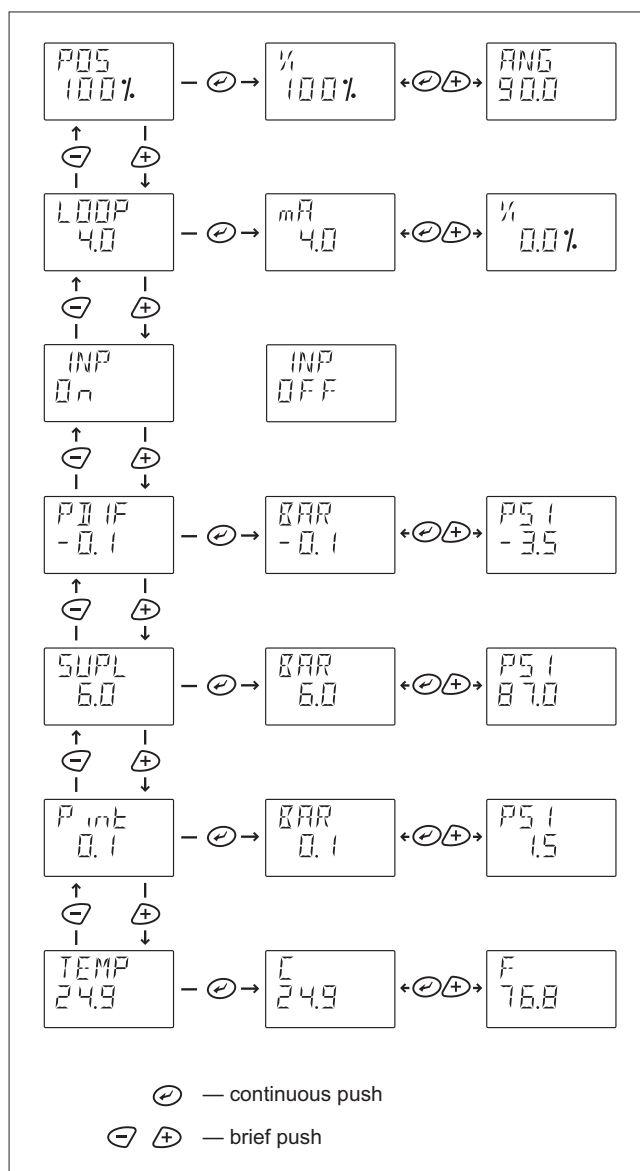 POS
100%
%
100%
ANG
90.0
LOOP
4.0
mA
4.0
%
0.0%
INP
On
INP
OFF
PDIF
-0.1
BAR
-0.1
PSI
-3.5
SUPL
6.0
BAR
6.0
PSI
87.0
P int
0.1
BAR
0.1
PSI
1.5
TEMP
24.9
C
24.9
F
76.8
— continuous push
— brief push